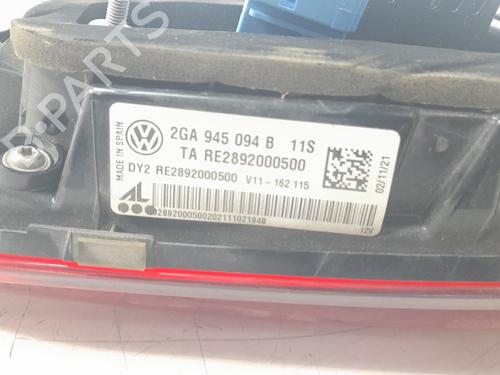 MADE IN SPAIN
2GA 945 094 B 11S
TA RE2892000500
DY2 RE2892000500 V11-162 115
02/11/21
AL
2892000500202111021948
12V